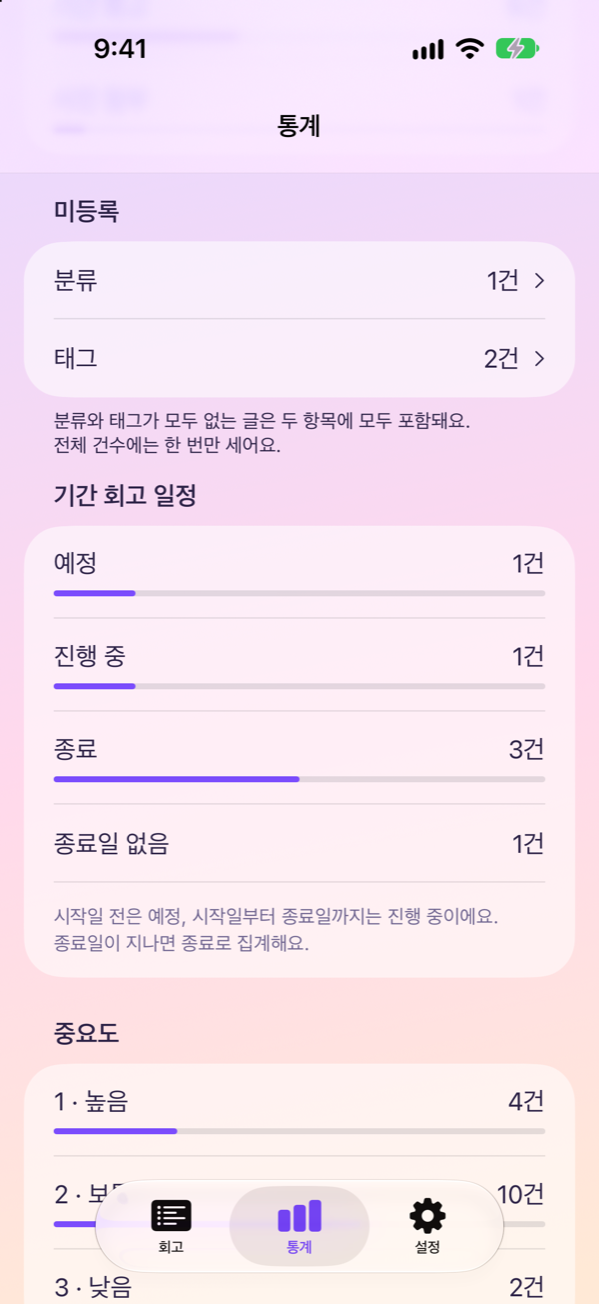 9:41
통계
미등록
분류 1건
태그 2건
분류와 태그가 모두 없는 글은 두 항목에 모두 포함돼요.
전체 건수에는 한 번만 세어요.
기간 회고 일정
예정 1건
진행 중 1건
종료 3건
종료일 없음 1건
시작일 전은 예정, 시작일부터 종료일까지는 진행 중이에요.
종료일이 지나면 종료로 집계해요.
중요도
1 · 높음 4건
2 · 10건
회고 통계 설정
3 · 낮음 2건